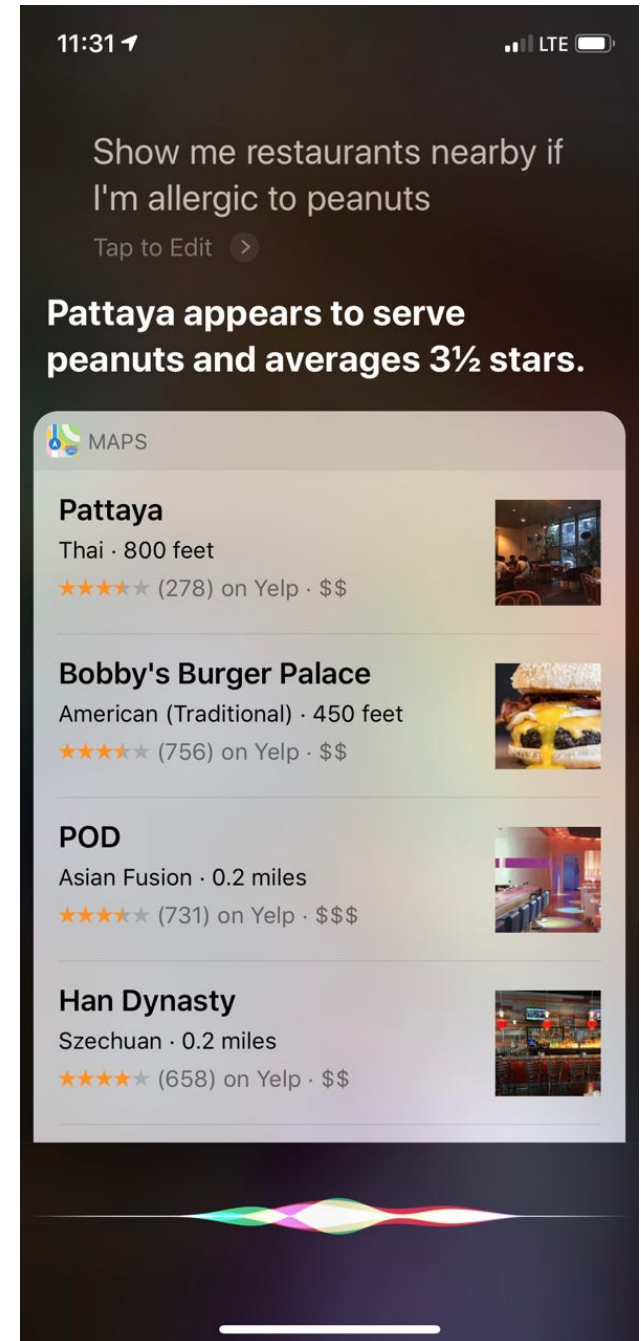 11:31 LTE
Show me restaurants nearby if
I'm allergic to peanuts
Tap to Edit
Pattaya appears to serve
peanuts and averages 3½ stars.
MAPS
Pattaya
Thai · 800 feet
(278) on Yelp · $$
Bobby's Burger Palace
American (Traditional) · 450 feet
(756) on Yelp · $$
POD
Asian Fusion · 0.2 miles
(731) on Yelp · $$$
Han Dynasty
Szechuan · 0.2 miles
(658) on Yelp · $$